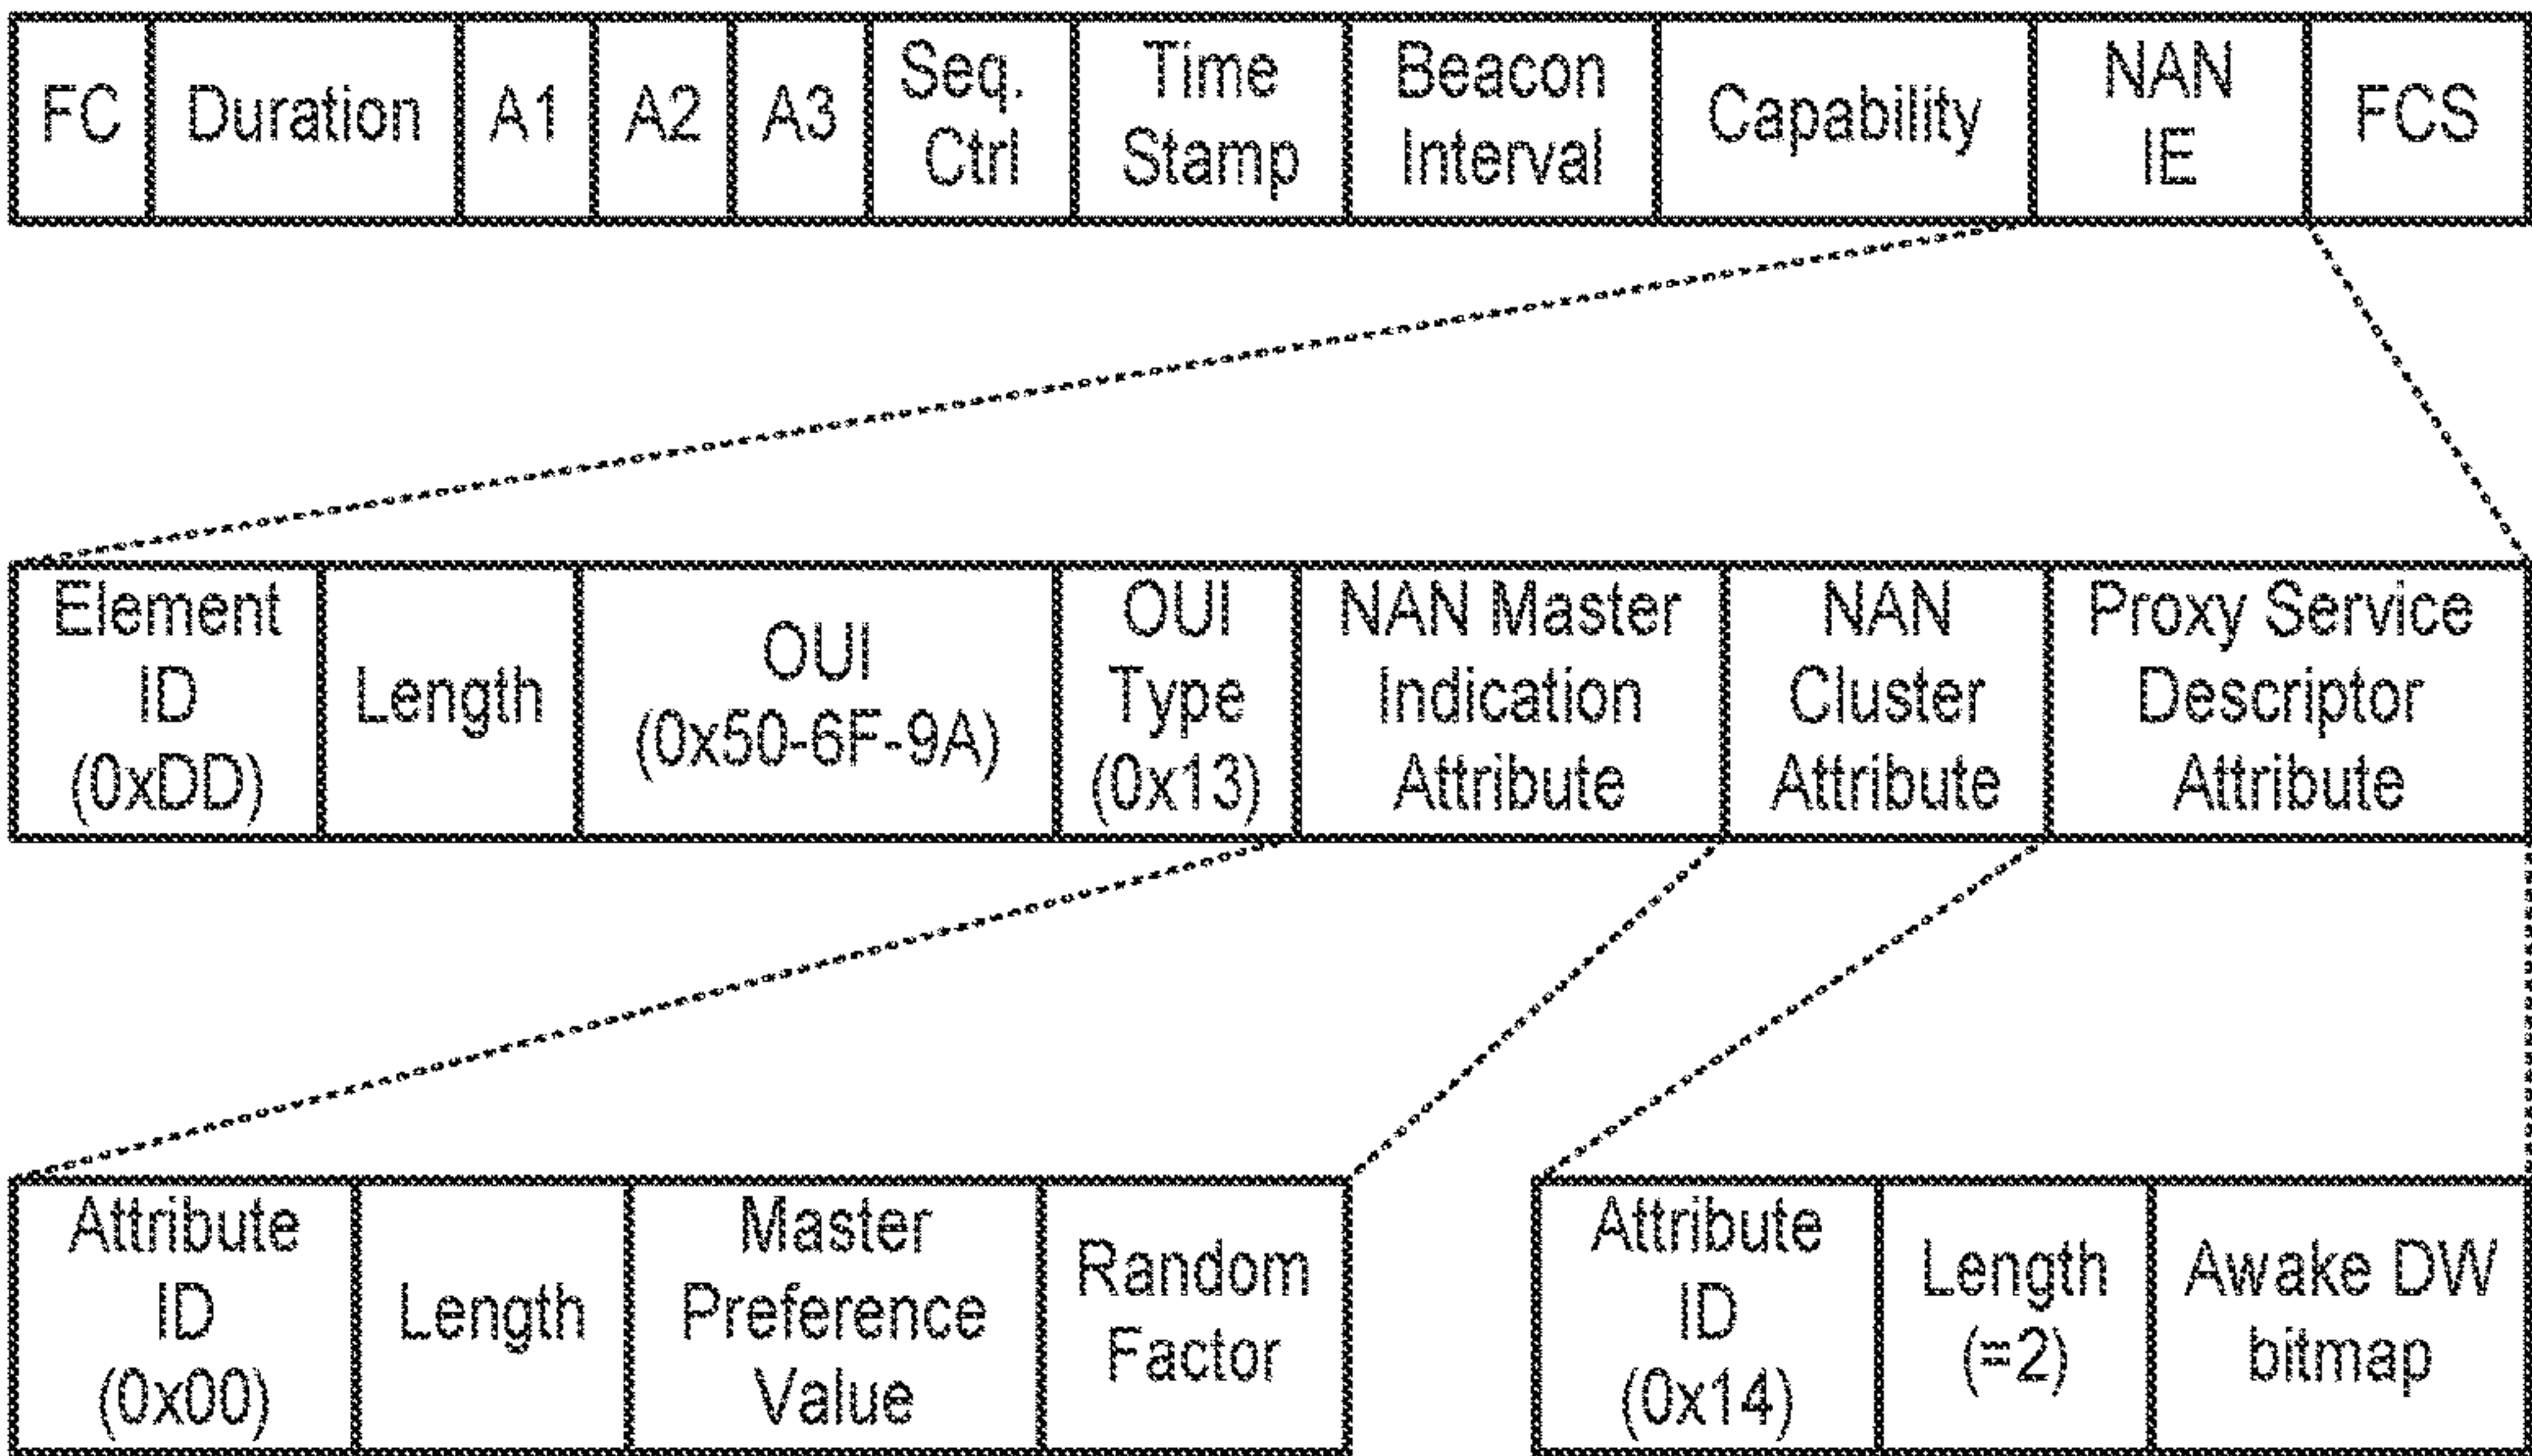 FC
Duration
A1
A2
A3
Seq.
Ctrl
Time
Stamp
Beacon
Interval
Capability
NAN
IE
FCS
Element
ID
(0xDD)
Length
OUI
(0x50-6F-9A)
OUI
Type
(0x13)
NAN Master
Indication
Attribute
NAN
Cluster
Attribute
Proxy Service
Descriptor
Attribute
Attribute
ID
(0x00)
Length
Master
Preference
Value
Random
Factor
Attribute
ID
(0x14)
Length
(=2)
Awake DW
bitmap